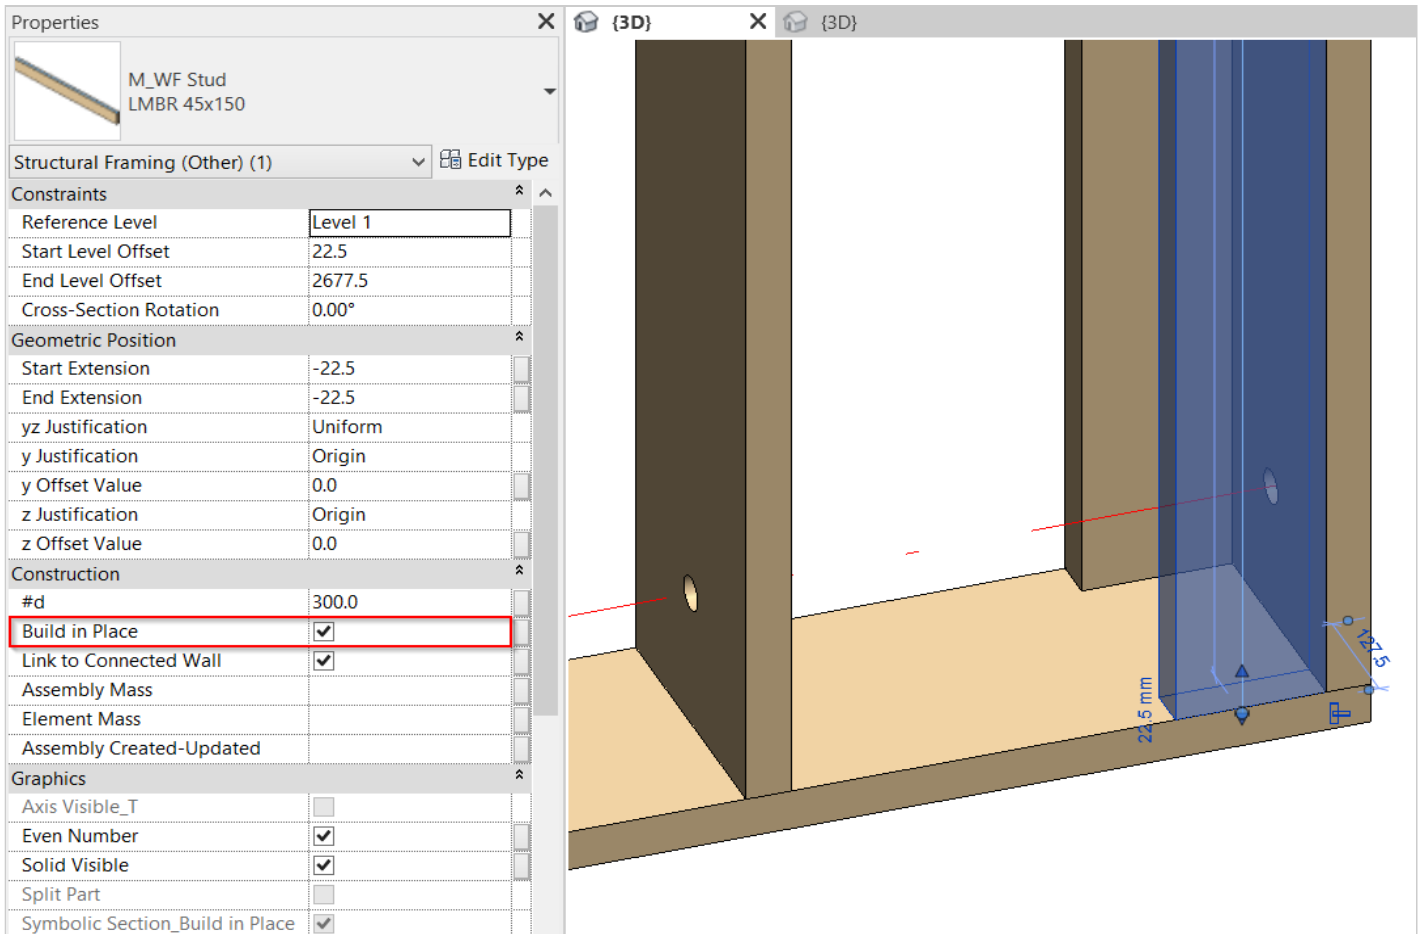 Properties
M_WF Stud
LMBR 45x150
Structural Framing (Other) (1)
Edit Type
Constraints
Reference Level Level 1
Start Level Offset 22.5
End Level Offset 2677.5
Cross-Section Rotation 0.00°
Geometric Position
Start Extension -22.5
End Extension -22.5
yz Justification Uniform
y Justification Origin
y Offset Value 0.0
z Justification Origin
z Offset Value 0.0
Construction
#d 300.0
Build in Place
Link to Connected Wall
Assembly Mass
Element Mass
Assembly Created-Updated
Graphics
Axis Visible_T
Even Number
Solid Visible
Split Part
Symbolic Section_Build in Place
{3D}
{3D}
127.5
22.5 mm